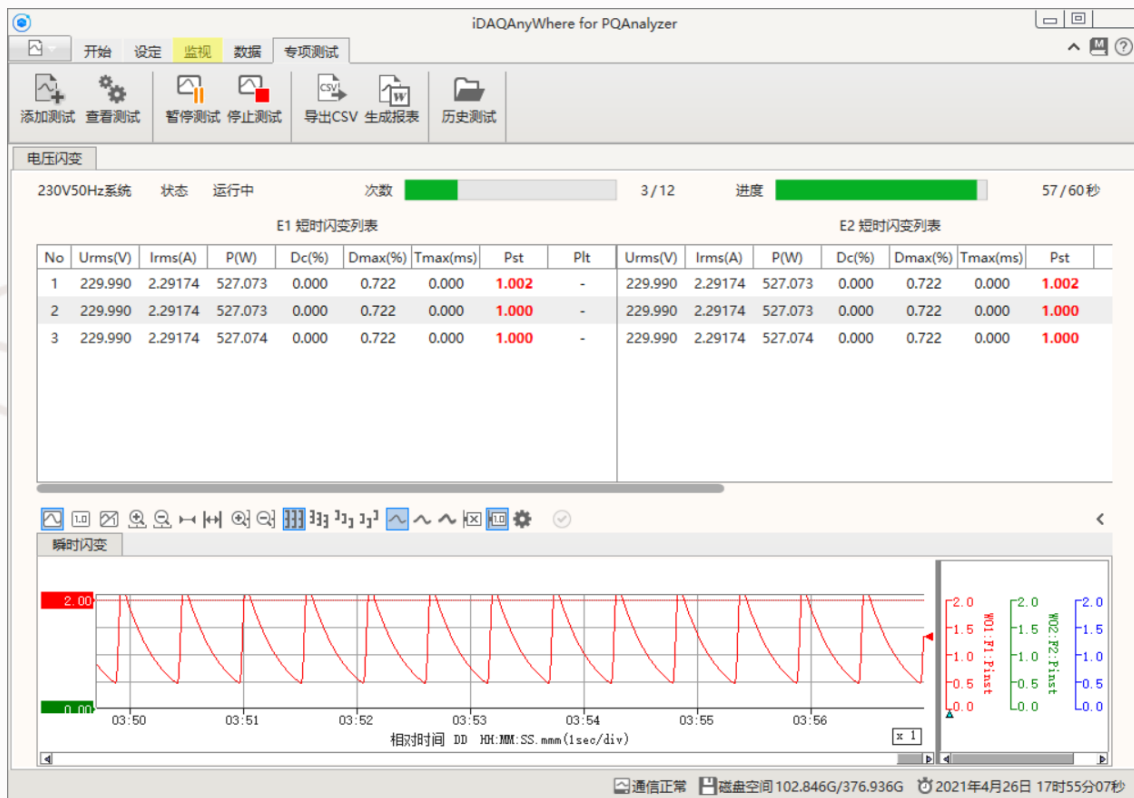 iDAQAnyWhere for PQAnalyzer
开始 设定 监视 数据 专项测试
添加测试 查看测试 暂停测试 停止测试 导出CSV 生成报表 历史测试
电压闪变
230V50Hz系统 状态 运行中 次数 3 / 12 进度 57 / 60秒
E1 短时闪变列表 E2 短时闪变列表
No Urms(V) Irms(A) P(W) Dc(%) Dmax(%) Tmax(ms) Pst Plt Urms(V) Irms(A) P(W) Dc(%) Dmax(%) Tmax(ms) Pst
1 229.990 2.29174 527.073 0.000 0.722 0.000 1.002 - 229.990 2.29174 527.073 0.000 0.722 0.000 1.002
2 229.990 2.29174 527.073 0.000 0.722 0.000 1.000 - 229.990 2.29174 527.073 0.000 0.722 0.000 1.000
3 229.990 2.29174 527.074 0.000 0.722 0.000 1.000 - 229.990 2.29174 527.074 0.000 0.722 0.000 1.000
瞬时闪变
2.00
0.00
03:50 03:51 03:52 03:53 03:54 03:55 03:56
相对时间 DD HH:MM:SS.mmm(1sec/div)
x 1
2.0 2.0 2.0
1.5 1.5 1.5
1.0 1.0 1.0
0.5 0.5 0.5
0.0 0.0 0.0
W01:F1:Pinst
W02:F2:Pinst
通信正常 磁盘空间102.846G/376.936G 2021年4月26日 17时55分07秒